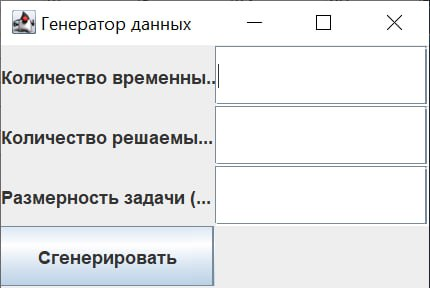 Генератор данных
Количество временны...
Количество решаемы...
Размерность задачи (...
Сгенерировать